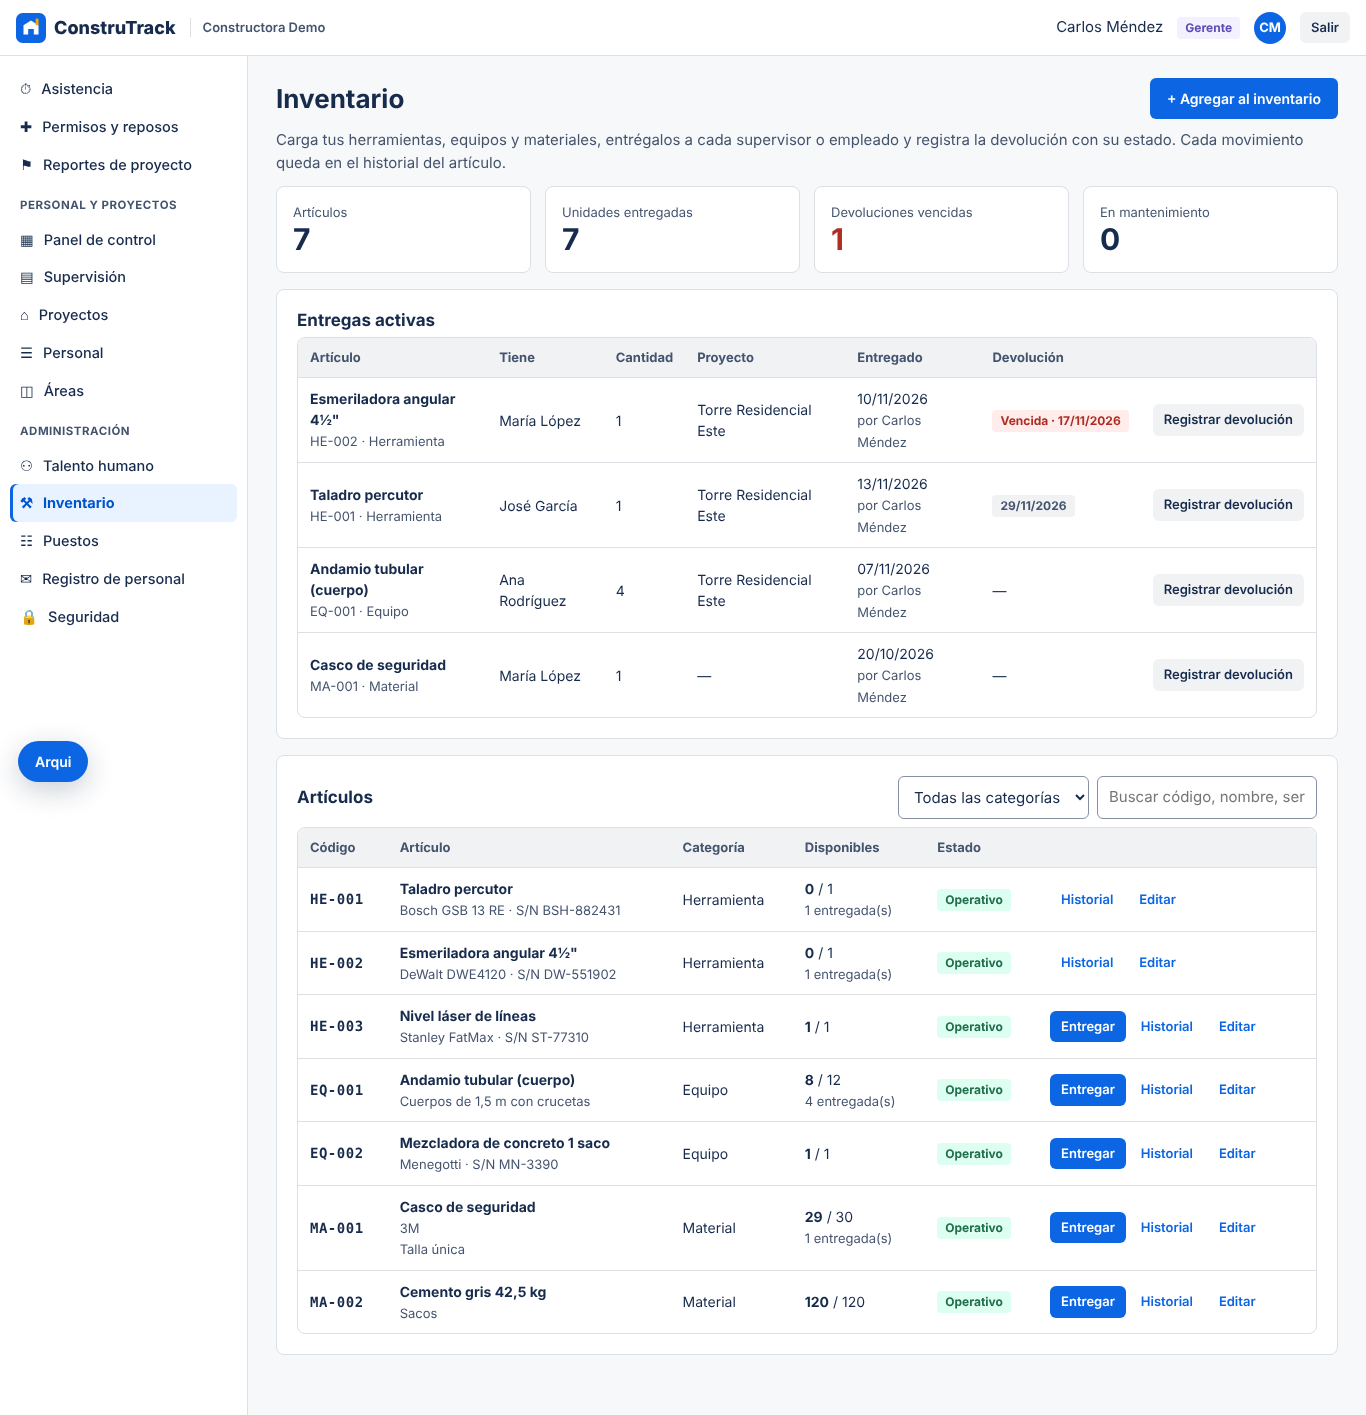 ConstruTrack
Constructora Demo
Carlos Méndez
Gerente
CM
Salir
Asistencia
Permisos y reposos
Reportes de proyecto
PERSONAL Y PROYECTOS
Panel de control
Supervisión
Proyectos
Personal
Áreas
ADMINISTRACIÓN
Talento humano
Inventario
Puestos
Registro de personal
Seguridad
Arqui
Inventario
+ Agregar al inventario
Carga tus herramientas, equipos y materiales, entrégalos a cada supervisor o empleado y registra la devolución con su estado. Cada movimiento
queda en el historial del artículo.
Artículos
7
Unidades entregadas
7
Devoluciones vencidas
1
En mantenimiento
0
Entregas activas
Artículo Tiene Cantidad Proyecto Entregado Devolución
Esmeriladora angular
4½"
HE-002 · Herramienta
María López
1
Torre Residencial
Este
10/11/2026
por Carlos
Méndez
Vencida · 17/11/2026
Registrar devolución
Taladro percutor
HE-001 · Herramienta
José García
1
Torre Residencial
Este
13/11/2026
por Carlos
Méndez
29/11/2026
Registrar devolución
Andamio tubular
(cuerpo)
EQ-001 · Equipo
Ana
Rodríguez
4
Torre Residencial
Este
07/11/2026
por Carlos
Méndez
—
Registrar devolución
Casco de seguridad
MA-001 · Material
María López
1
—
20/10/2026
por Carlos
Méndez
—
Registrar devolución
Artículos
Todas las categorías
Buscar código, nombre, ser
Código Artículo Categoría Disponibles Estado
HE-001
Taladro percutor
Bosch GSB 13 RE · S/N BSH-882431
Herramienta
0 / 1
1 entregada(s)
Operativo
Historial
Editar
HE-002
Esmeriladora angular 4½"
DeWalt DWE4120 · S/N DW-551902
Herramienta
0 / 1
1 entregada(s)
Operativo
Historial
Editar
HE-003
Nivel láser de líneas
Stanley FatMax · S/N ST-77310
Herramienta
1 / 1
Operativo
Entregar
Historial
Editar
EQ-001
Andamio tubular (cuerpo)
Cuerpos de 1,5 m con crucetas
Equipo
8 / 12
4 entregada(s)
Operativo
Entregar
Historial
Editar
EQ-002
Mezcladora de concreto 1 saco
Menegotti · S/N MN-3390
Equipo
1 / 1
Operativo
Entregar
Historial
Editar
MA-001
Casco de seguridad
3M
Talla única
Material
29 / 30
1 entregada(s)
Operativo
Entregar
Historial
Editar
MA-002
Cemento gris 42,5 kg
Sacos
Material
120 / 120
Operativo
Entregar
Historial
Editar